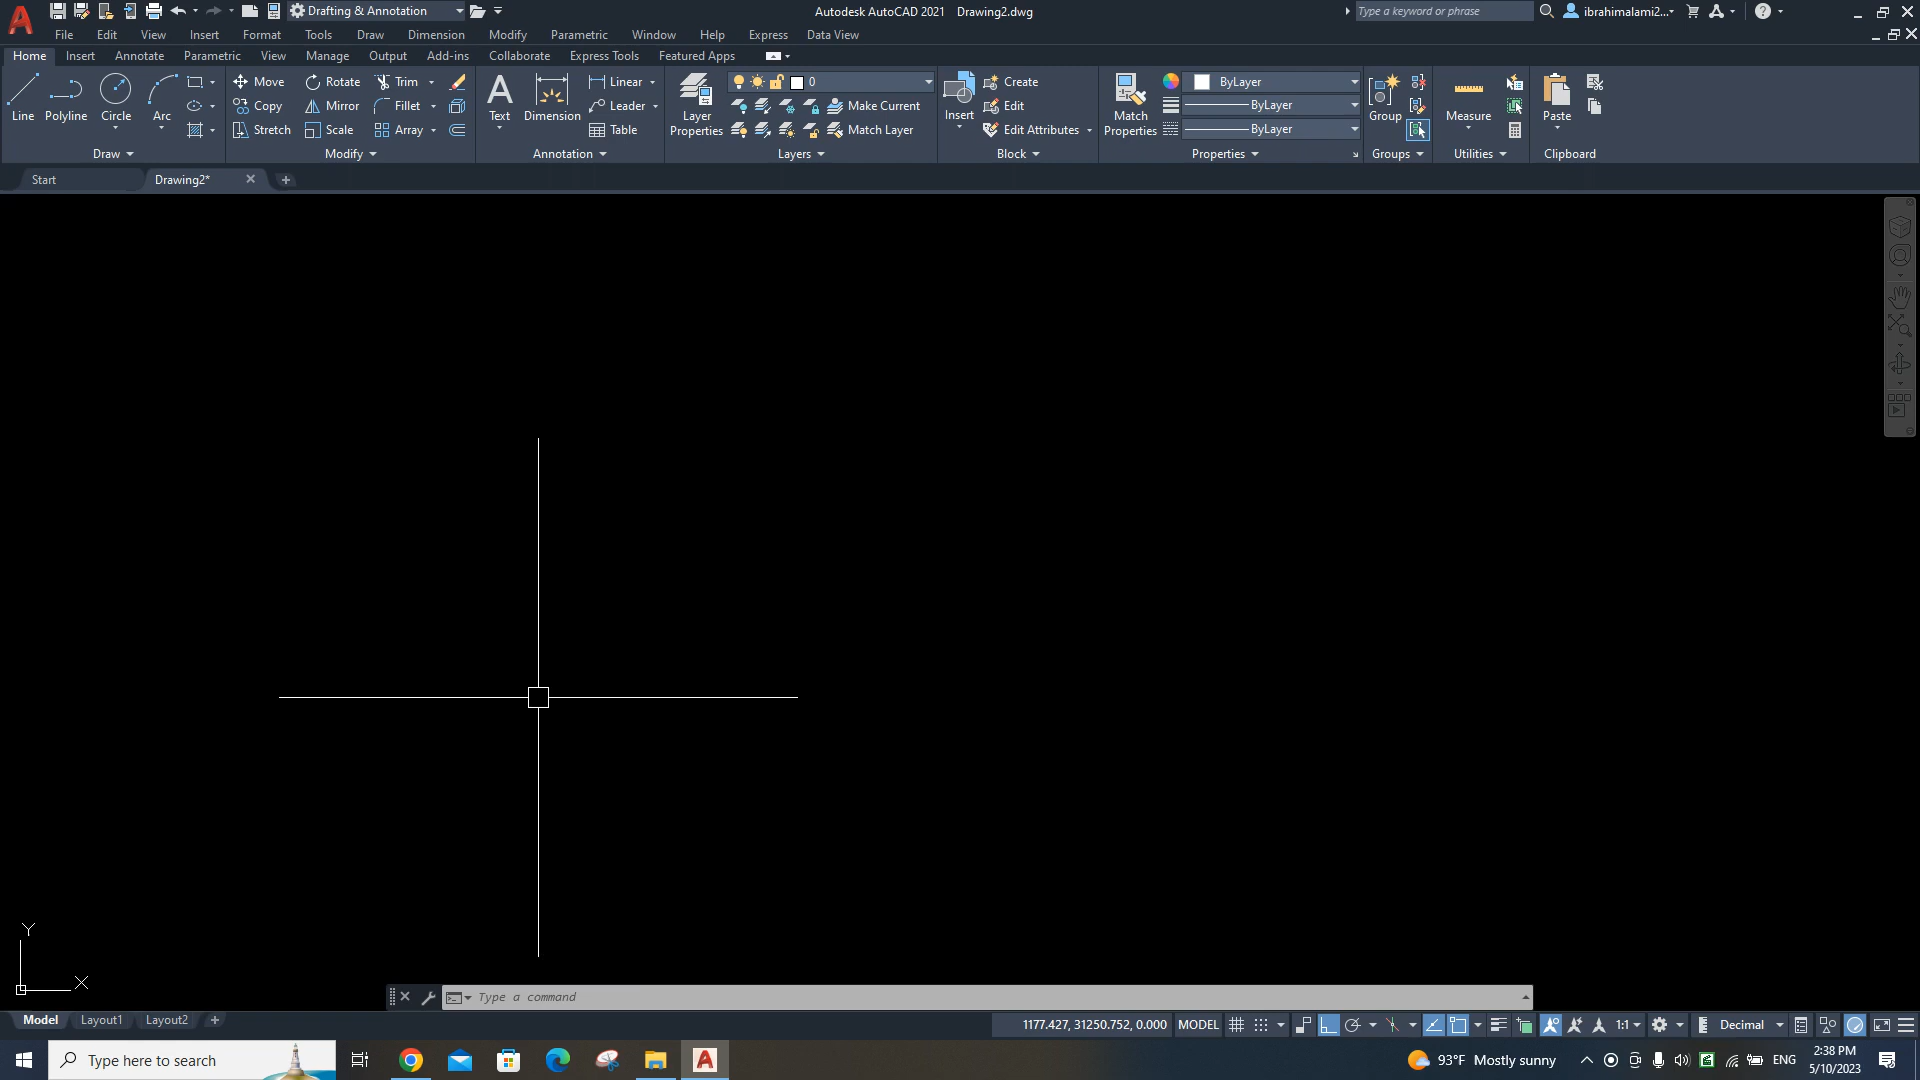 Drafting & Annotation
Autodesk AutoCAD 2021 Drawing2.dwg
Type a keyword or phrase
ibrahimalami2...
File Edit View Insert Format Tools Draw Dimension Modify Parametric Window Help Express Data View
Home Insert Annotate Parametric View Manage Output Add-ins Collaborate Express Tools Featured Apps
Move Rotate Trim Linear 0 Create ByLayer
Line Polyline Circle Arc Copy Mirror Fillet Text Dimension Leader Layer Properties Make Current Insert Edit Match Properties ByLayer Group Measure Paste
Stretch Scale Array Table Match Layer Edit Attributes ByLayer
Draw Modify Annotation Layers Block Properties Groups Utilities Clipboard
Start Drawing2*
Y
X
Type a command
Model Layout1 Layout2
1177.427, 31250.752, 0.000 MODEL 1:1 Decimal
Type here to search
93°F Mostly sunny
ENG
2:38 PM
5/10/2023